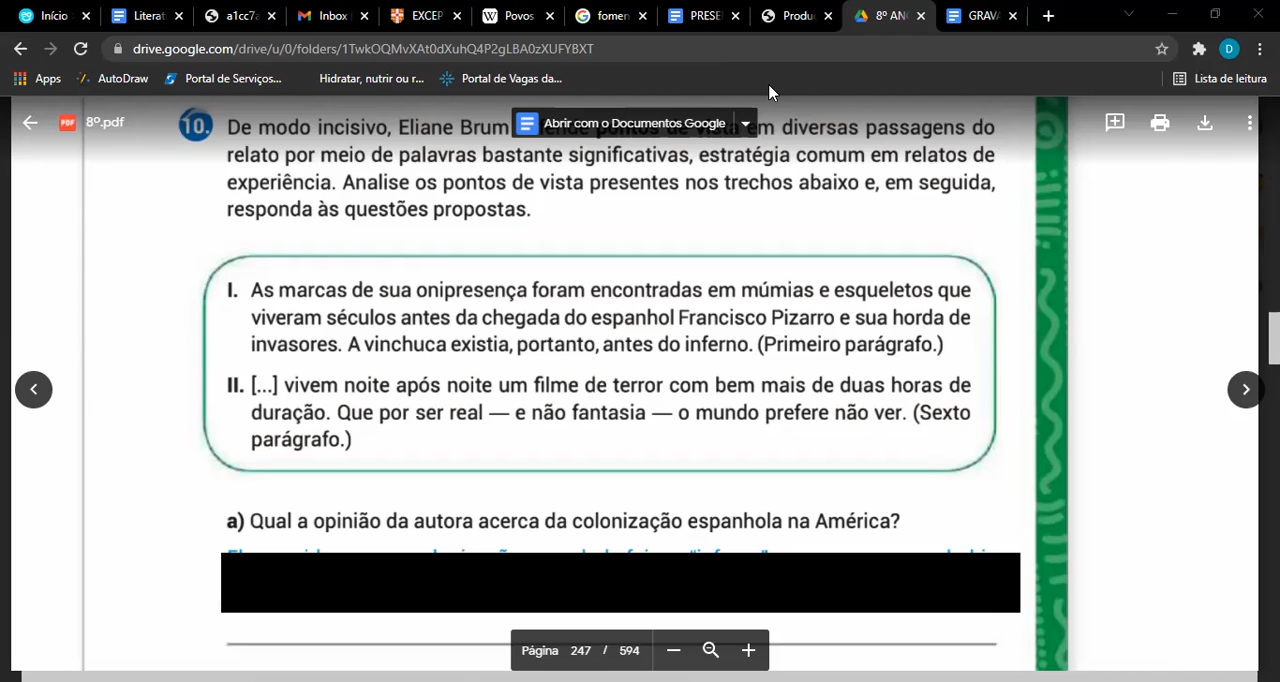 Início
Literat
a1cc7a
Inbox
EXCEP
Povos
fomen
PRESE
Produ
8º AN
GRAVA
drive.google.com/drive/u/0/folders/1TwkOQMvXAt0dXuhQ4P2gLBA0zXUFYBXT
D
Apps
AutoDraw
Portal de Serviços...
Hidratar, nutrir ou r...
Portal de Vagas da...
Lista de leitura
PDF
8º.pdf
Abrir com o Documentos Google
10. De modo incisivo, Eliane Brum pontos de vista em diversas passagens do
relato por meio de palavras bastante significativas, estratégia comum em relatos de
experiência. Analise os pontos de vista presentes nos trechos abaixo e, em seguida,
responda às questões propostas.
I. As marcas de sua onipresença foram encontradas em múmias e esqueletos que
viveram séculos antes da chegada do espanhol Francisco Pizarro e sua horda de
invasores. A vinchuca existia, portanto, antes do inferno. (Primeiro parágrafo.)
II. [...] vivem noite após noite um filme de terror com bem mais de duas horas de
duração. Que por ser real — e não fantasia — o mundo prefere não ver. (Sexto
parágrafo.)
a) Qual a opinião da autora acerca da colonização espanhola na América?
Página 247 / 594